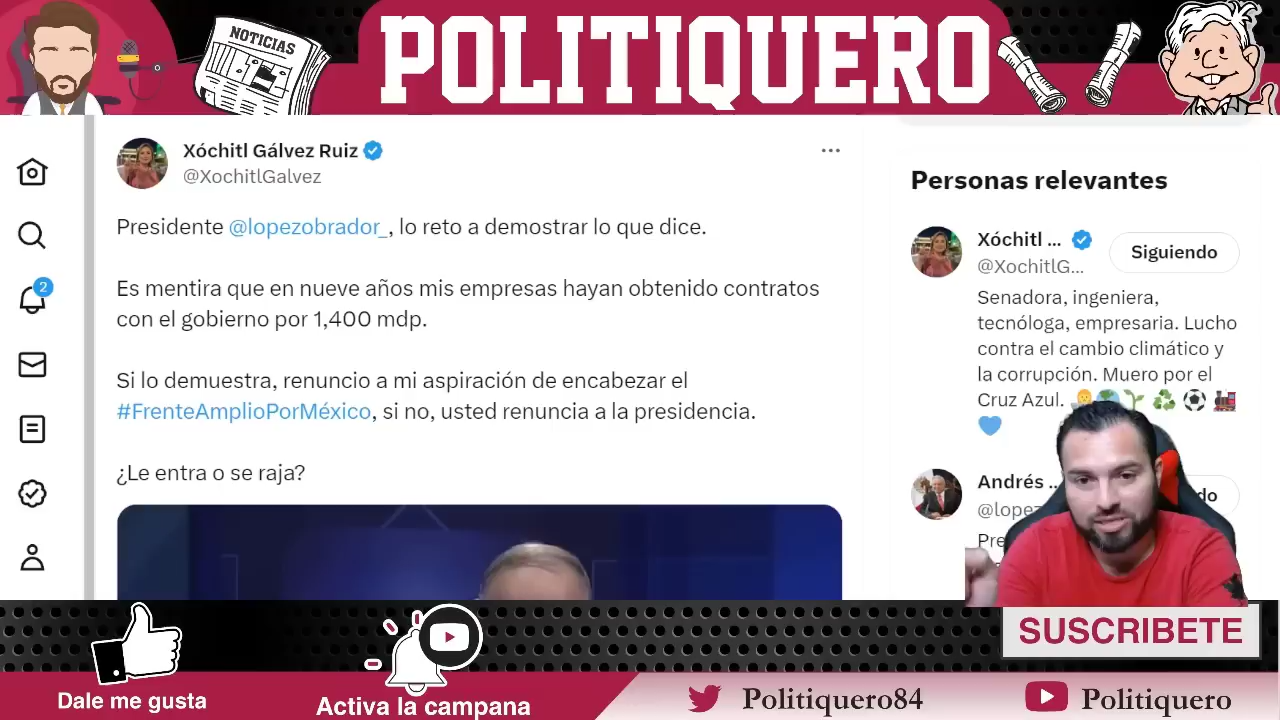 NOTICIAS
POLITIQUERO
Xóchitl Gálvez Ruiz
@XochitlGalvez
Presidente @lopezobrador_, lo reto a demostrar lo que dice.
Es mentira que en nueve años mis empresas hayan obtenido contratos
con el gobierno por 1,400 mdp.
Si lo demuestra, renuncio a mi aspiración de encabezar el
#FrenteAmplioPorMéxico, si no, usted renuncia a la presidencia.
¿Le entra o se raja?
2
Personas relevantes
Xóchitl ...
@XochitlG...
Siguiendo
Senadora, ingeniera,
tecnóloga, empresaria. Lucho
contra el cambio climático y
la corrupción. Muero por el
Cruz Azul.
Andrés ..
SUSCRIBETE
Dale me gusta
Activa la campana
Politiquero84
Politiquero